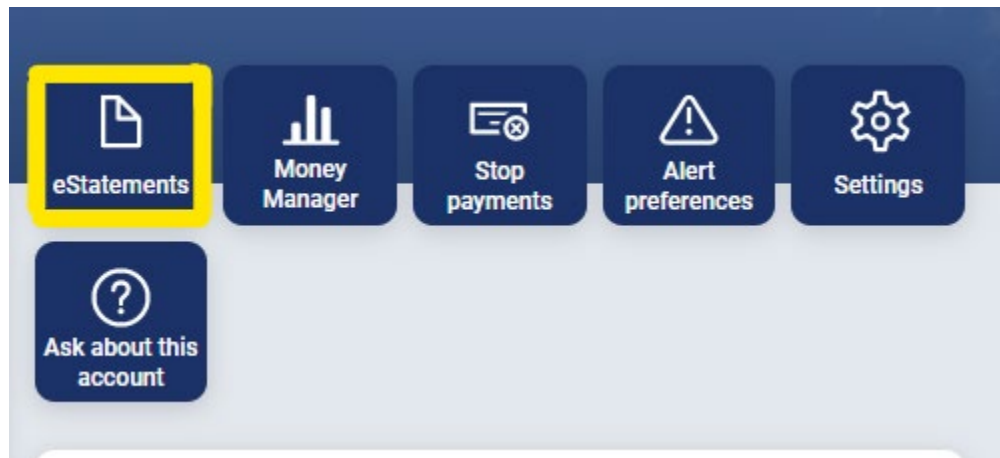 eStatements
Money
Manager
Stop
payments
Alert
preferences
Settings
Ask about this
account